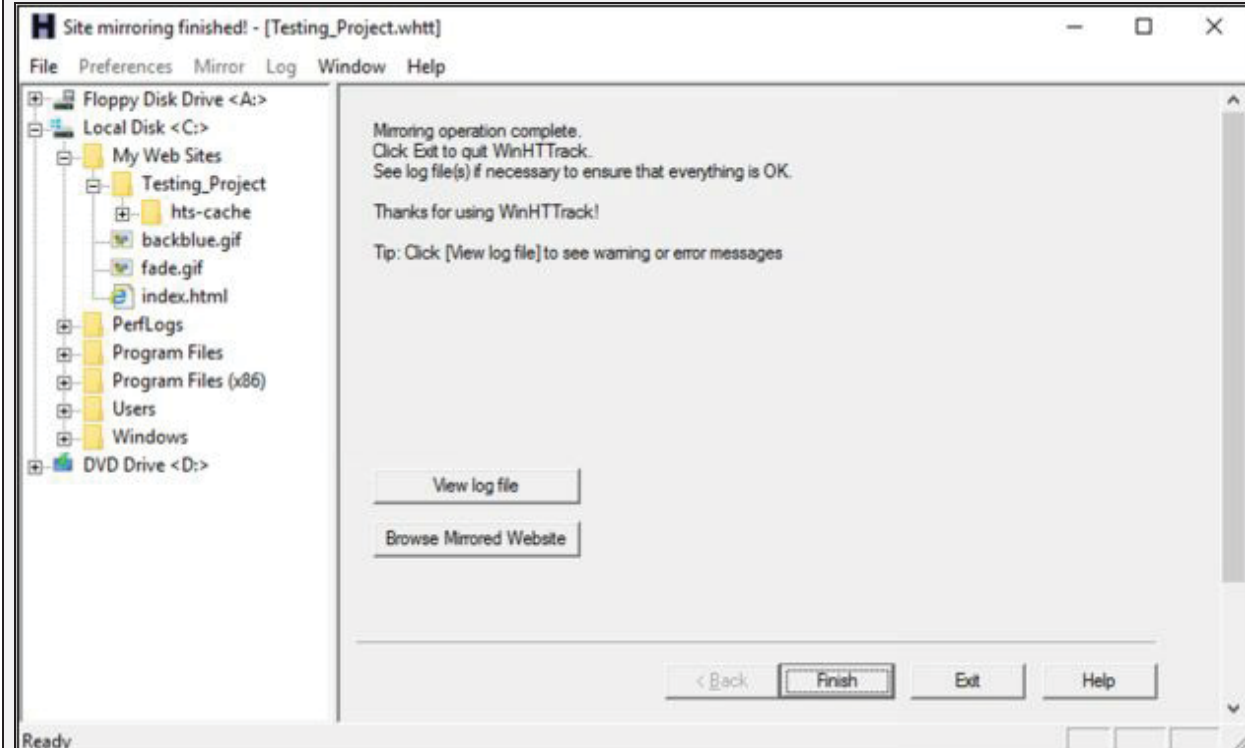 Site mirroring finished! - [Testing_Project.whtt]
File Preferences Mirror Log Window Help
Floppy Disk Drive <A:>
Local Disk <C:>
My Web Sites
Testing_Project
hts-cache
backblue.gif
fade.gif
index.html
PerfLogs
Program Files
Program Files (x86)
Users
Windows
DVD Drive <D:>
Mirroring operation complete.
Click Exit to quit WinHTTrack.
See log file(s) if necessary to ensure that everything is OK.
Thanks for using WinHTTrack!
Tip: Click [View log file] to see warning or error messages
View log file
Browse Mirrored Website
< Back Finish Exit Help
Ready